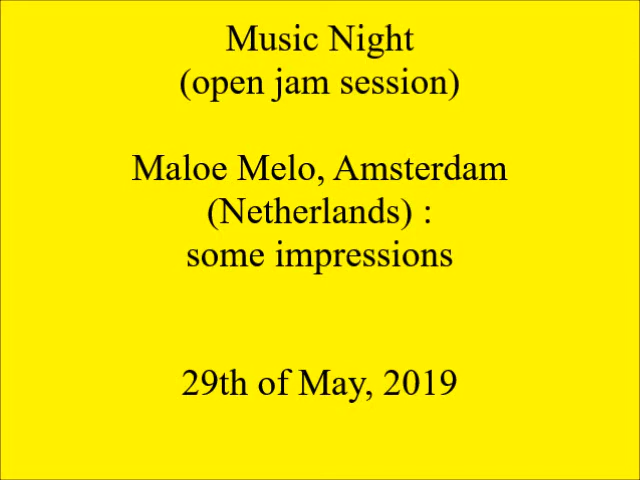 Music Night
(open jam session)
Maloe Melo, Amsterdam
(Netherlands) :
some impressions
29th of May, 2019